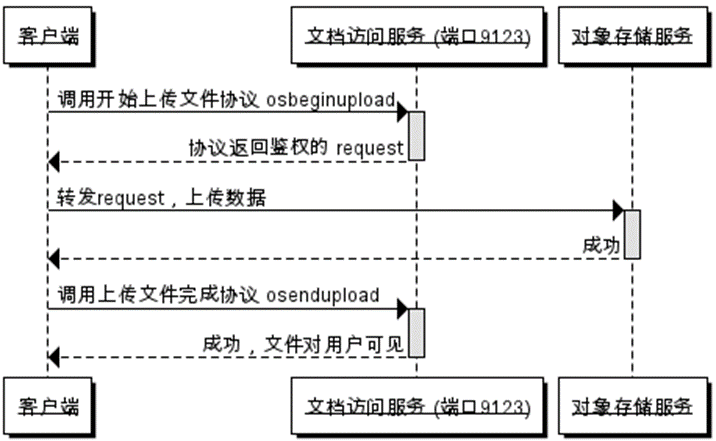 客户端
文档访问服务 (端口9123)
对象存储服务
调用开始上传文件协议 osbeginupload
协议返回鉴权的 request
转发request，上传数据
成功
调用上传文件完成协议 osendupload
成功，文件对用户可见
客户端
文档访问服务 (端口9123)
对象存储服务